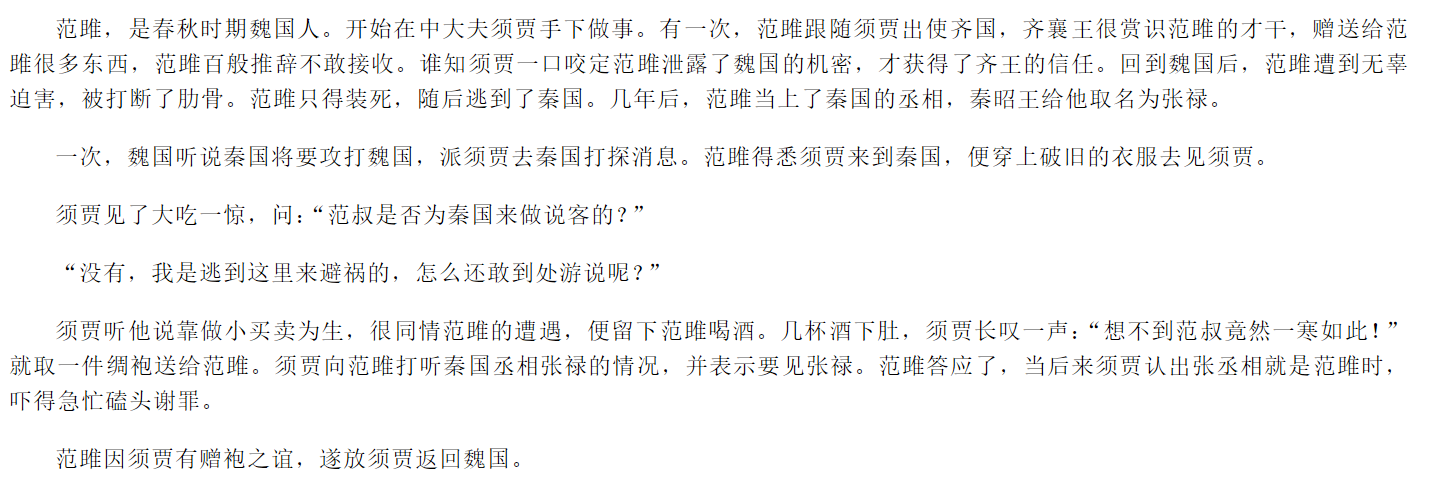 范雎，是春秋时期魏国人。开始在中大夫须贾手下做事。有一次，范雎跟随须贾出使齐国，齐襄王很赏识范雎的才干，赠送给范
雎很多东西，范雎百般推辞不敢接收。谁知须贾一口咬定范雎泄露了魏国的机密，才获得了齐王的信任。回到魏国后，范雎遭到无辜
迫害，被打断了肋骨。范雎只得装死，随后逃到了秦国。几年后，范雎当上了秦国的丞相，秦昭王给他取名为张禄。
一次，魏国听说秦国将要攻打魏国，派须贾去秦国打探消息。范雎得悉须贾来到秦国，便穿上破旧的衣服去见须贾。
须贾见了大吃一惊，问：“范叔是否为秦国来做说客的？”
“没有，我是逃到这里来避祸的，怎么还敢到处游说呢？”
须贾听他说靠做小买卖为生，很同情范雎的遭遇，便留下范雎喝酒。几杯酒下肚，须贾长叹一声：“想不到范叔竟然一寒如此！”
就取一件绸袍送给范雎。须贾向范雎打听秦国丞相张禄的情况，并表示要见张禄。范雎答应了，当后来须贾认出张丞相就是范雎时，
吓得急忙磕头谢罪。
范雎因须贾有赠袍之谊，遂放须贾返回魏国。